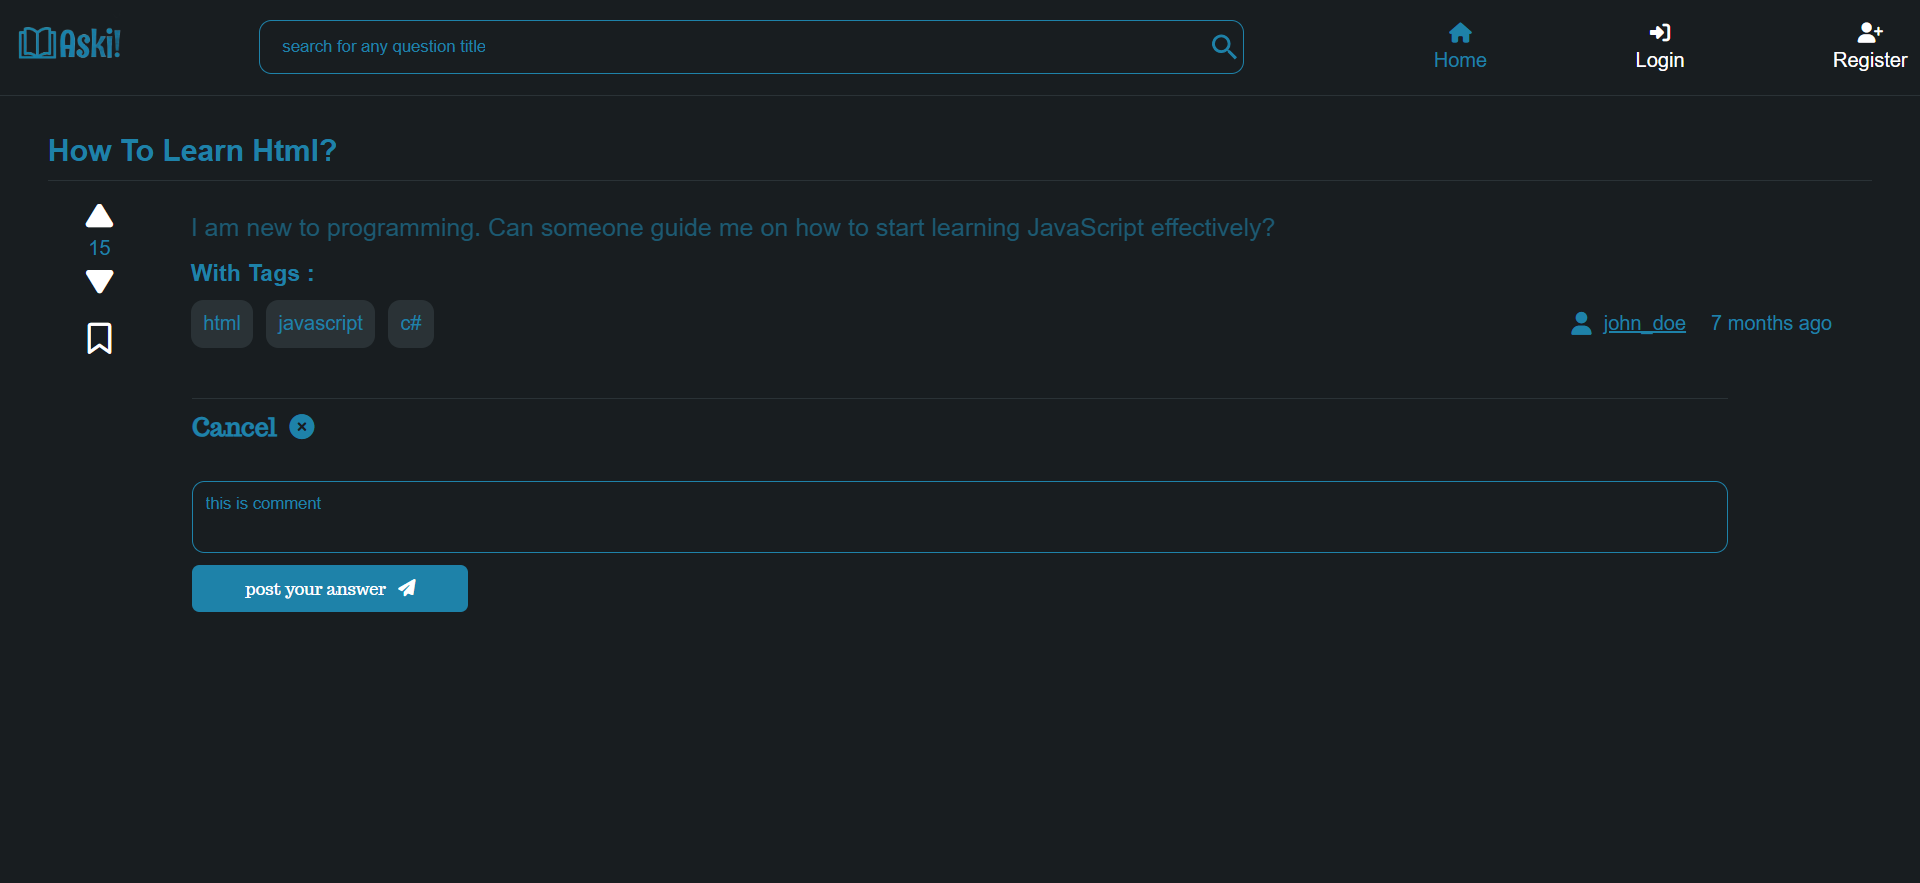 Aski!
search for any question title
Home
Login
Register
How To Learn Html?
15
I am new to programming. Can someone guide me on how to start learning JavaScript effectively?
With Tags :
html javascript c#
john_doe 7 months ago
Cancel
this is comment
post your answer